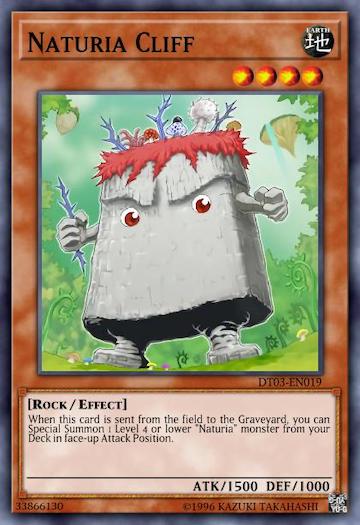 NATURIA CLIFF
EARTH
地
DT03-EN019
[ROCK / EFFECT]
When this card is sent from the field to the Graveyard, you can
Special Summon 1 Level 4 or lower "Naturia" monster from your
Deck in face-up Attack Position.
ATK/1500 DEF/1000
33866130
©1996 KAZUKI TAKAHASHI